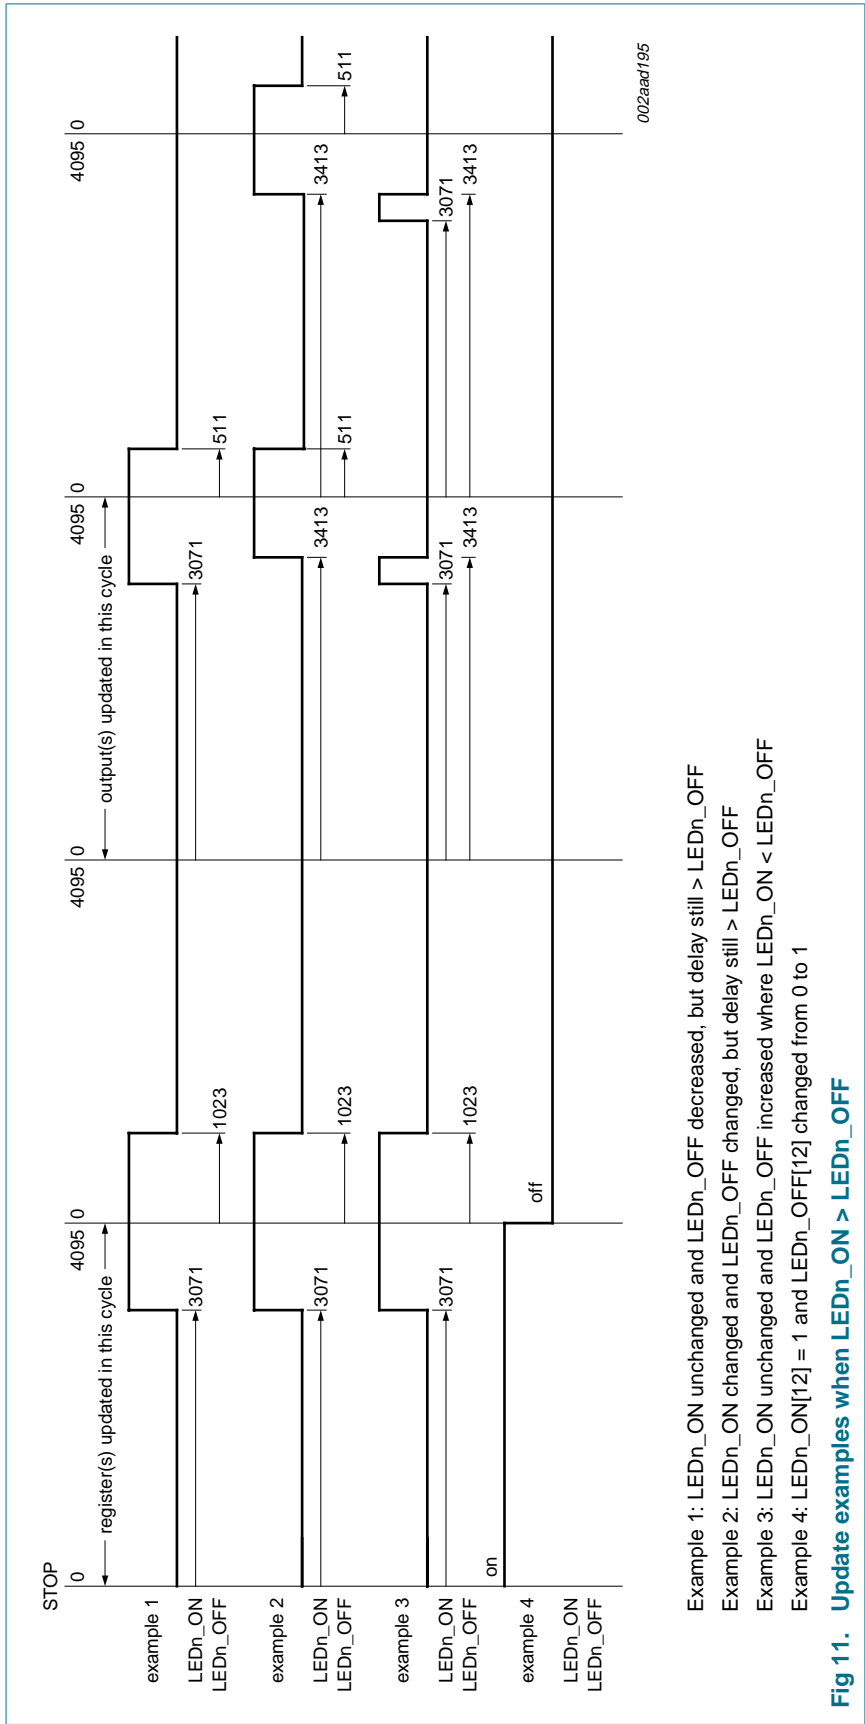 STOP
0
4095 0
4095 0
4095 0
4095 0
register(s) updated in this cycle
output(s) updated in this cycle
example 1
LEDn_ON
3071
3071
LEDn_OFF
1023
511
example 2
LEDn_ON
3071
3413
3413
LEDn_OFF
1023
511
511
example 3
LEDn_ON
3071
3071
3071
LEDn_OFF
1023
3413
3413
on
off
example 4
LEDn_ON
LEDn_OFF
002aad195
Example 1: LEDn_ON unchanged and LEDn_OFF decreased, but delay still > LEDn_OFF
Example 2: LEDn_ON changed and LEDn_OFF changed, but delay still > LEDn_OFF
Example 3: LEDn_ON unchanged and LEDn_OFF increased where LEDn_ON < LEDn_OFF
Example 4: LEDn_ON[12] = 1 and LEDn_OFF[12] changed from 0 to 1
Fig 11. Update examples when LEDn_ON > LEDn_OFF